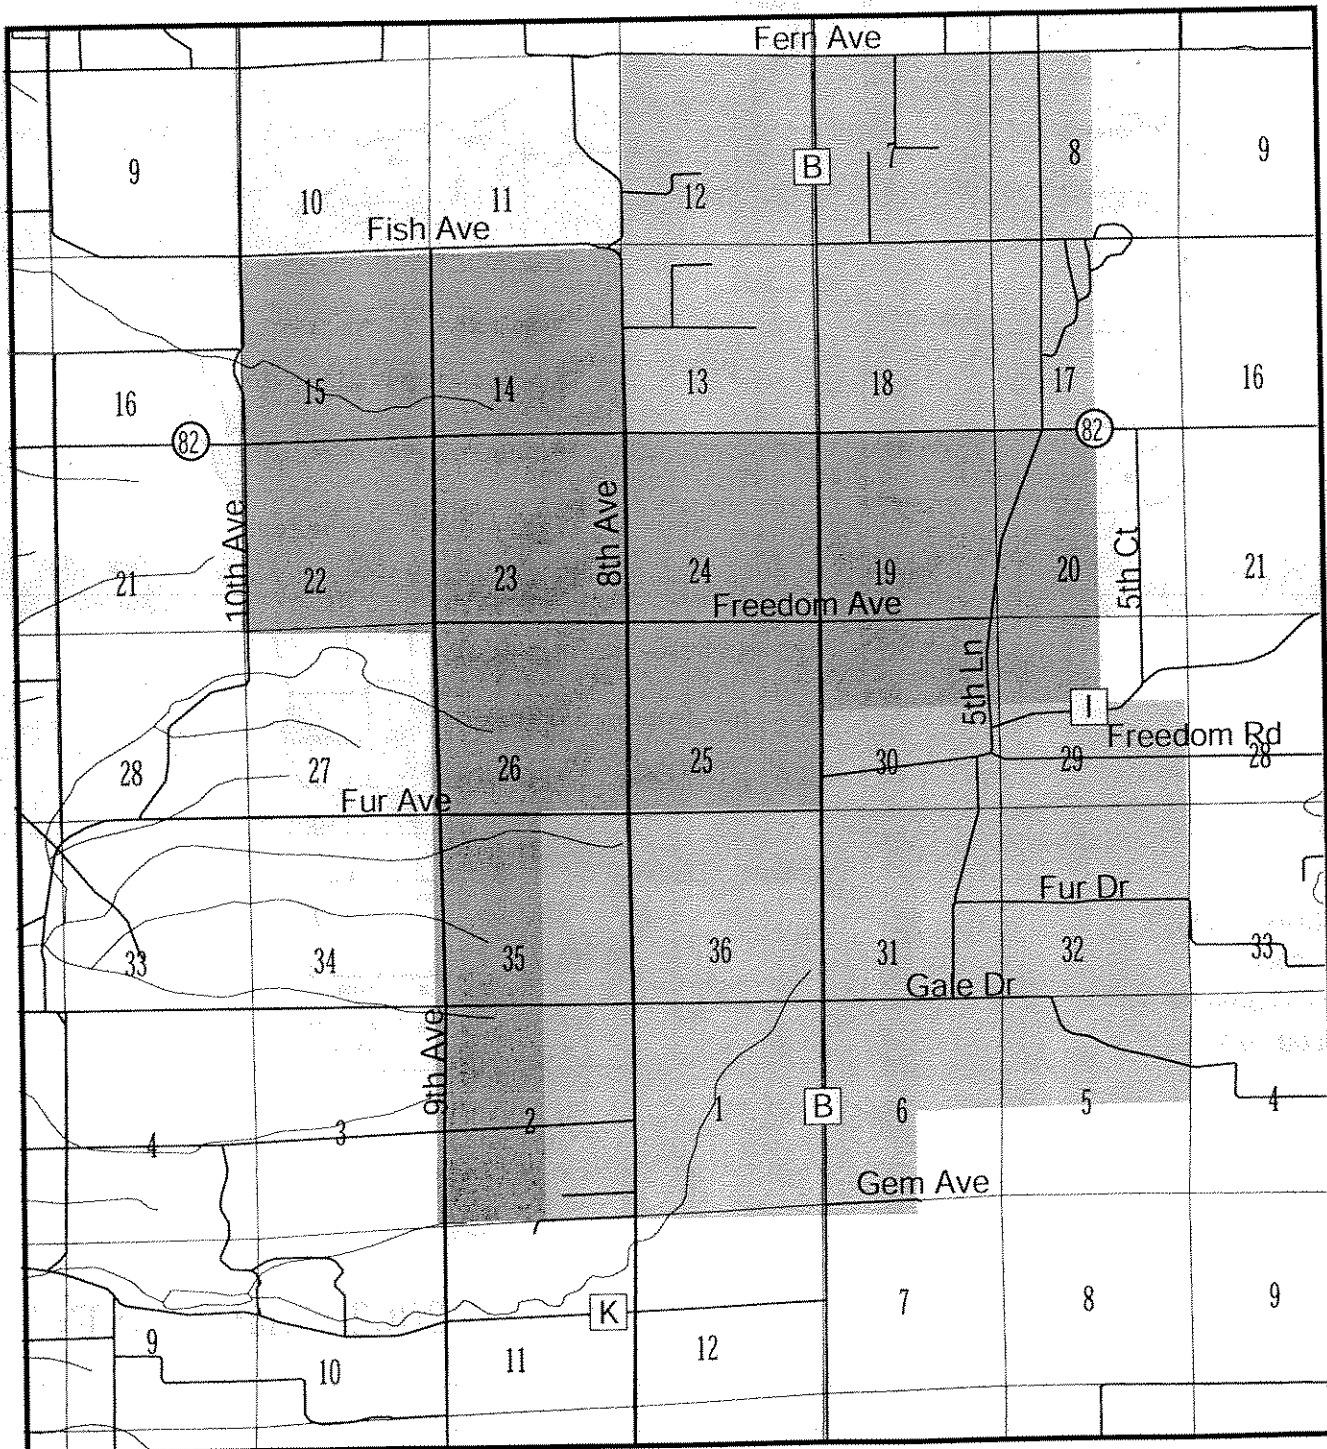 Fern Ave
9
10
11
12
B
8
9
Fish Ave
16
15
14
13
18
17
16
82
82
10th Ave
8th Ave
5th Ct
21
22
23
24
19
20
21
Freedom Ave
5th Ln
I
Freedom Rd
28
27
26
25
30
29
28
Fur Ave
Fur Dr
33
34
35
36
31
32
33
Gale Dr
9th Ave
4
3
2
1
B
6
5
4
Gem Ave
K
9
10
11
12
7
8
9